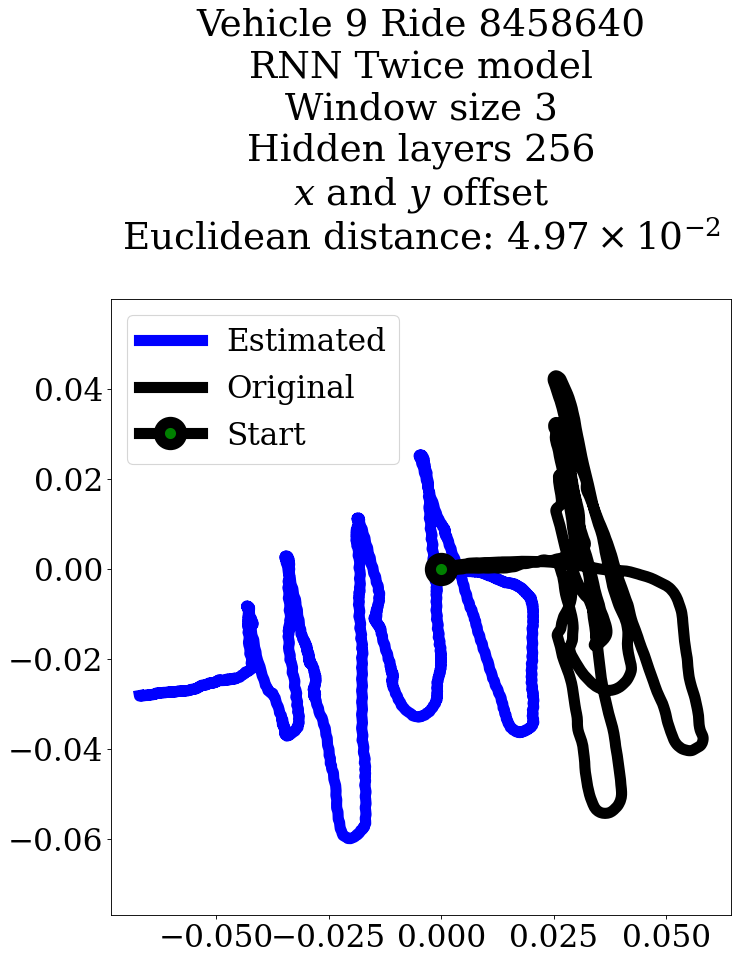 Vehicle 9 Ride 8458640
RNN Twice model
Window size 3
Hidden layers 256
x and y offset
Euclidean distance: 4.97 × 10⁻²
Estimated
Original
Start
0.04
0.02
0.00
−0.02
−0.04
−0.06
−0.050 −0.025 0.000 0.025 0.050